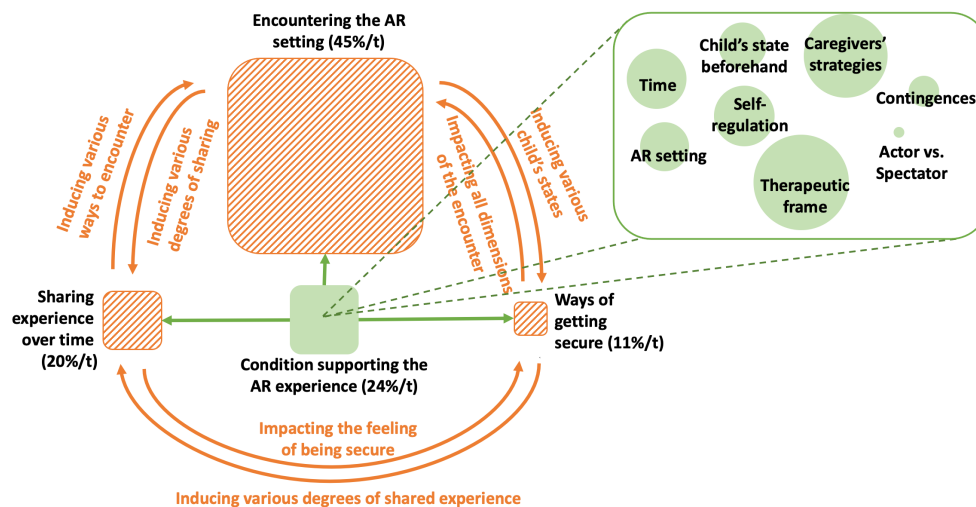 Encountering the AR
setting (45%/t)
Child's state
beforehand
Caregivers'
strategies
Time
Contingences
Self-
regulation
AR setting
Actor vs.
Spectator
Therapeutic
frame
Inducing various
ways to encounter
Inducing various
degrees of sharing
Impacting all dimensions
of the encounter
Inducing various
child's states
Sharing
experience
over time
(20%/t)
Ways of
getting
secure (11%/t)
Condition supporting the
AR experience (24%/t)
Impacting the feeling
of being secure
Inducing various degrees of shared experience